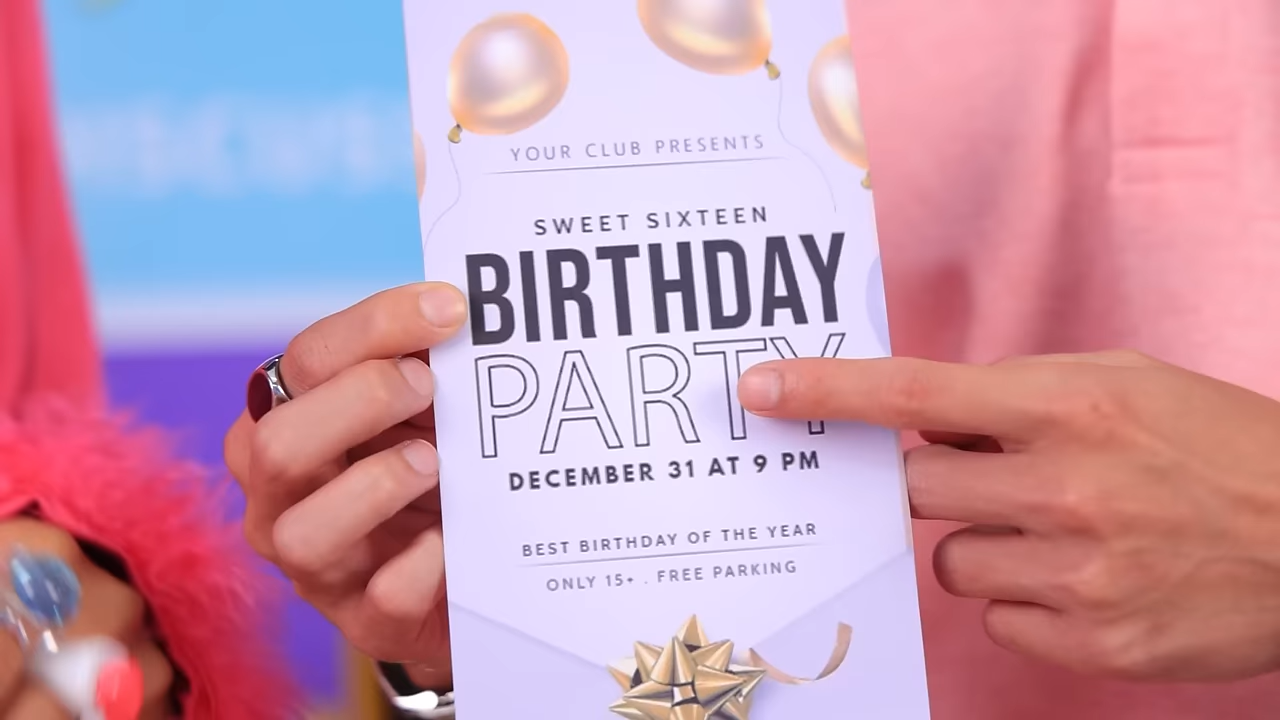 YOUR CLUB PRESENTS
SWEET SIXTEEN
BIRTHDAY
PARTY
DECEMBER 31 AT 9 PM
BEST BIRTHDAY OF THE YEAR
ONLY 15+ . FREE PARKING